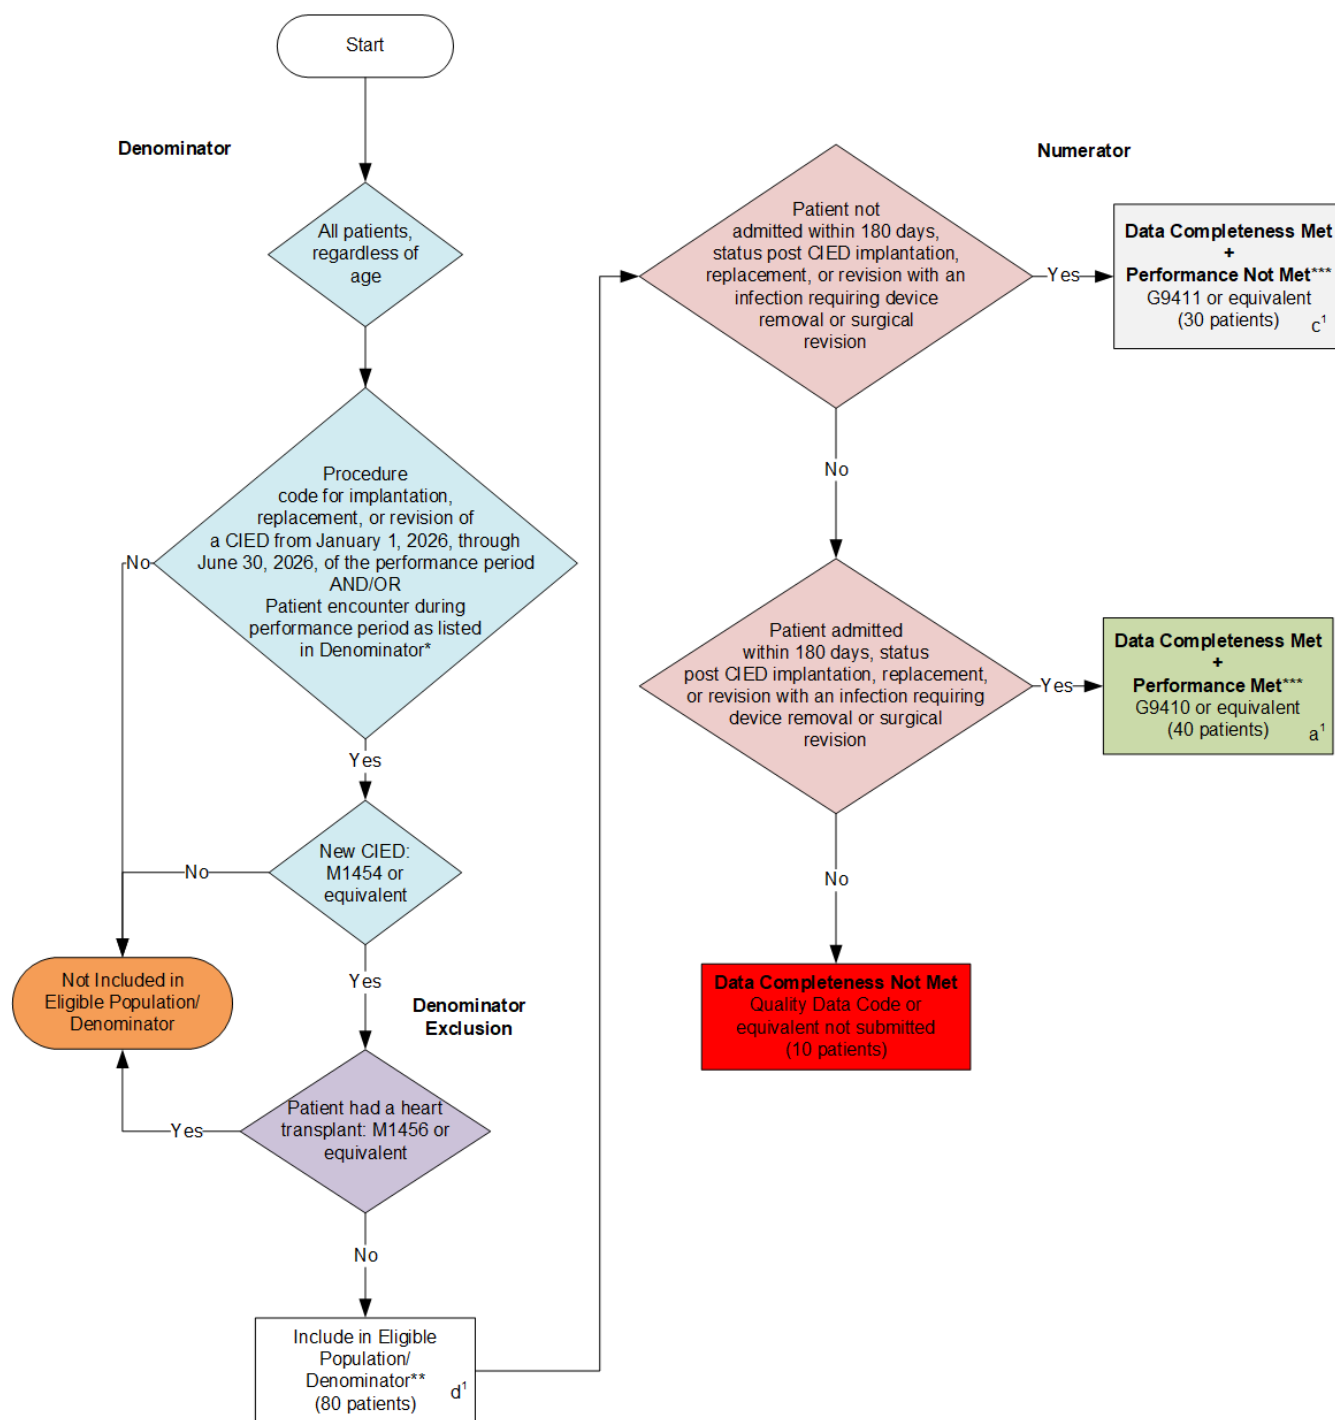 Start
Denominator
All patients,
regardless of
age
Procedure
code for implantation,
replacement, or revision of
a CIED from January 1, 2026, through
June 30, 2026, of the performance period
AND/OR
Patient encounter during
performance period as listed
in Denominator*
No
Yes
New CIED:
M1454 or
equivalent
No
Yes
Not Included in
Eligible Population/
Denominator
Denominator
Exclusion
Patient had a heart
transplant: M1456 or
equivalent
Yes
No
Include in Eligible
Population/
Denominator**
(80 patients)
d¹
Numerator
Patient not
admitted within 180 days,
status post CIED implantation,
replacement, or revision with an
infection requiring device
removal or surgical
revision
Yes
Data Completeness Met
+
Performance Not Met***
G9411 or equivalent
(30 patients)
c¹
No
Patient admitted
within 180 days, status
post CIED implantation, replacement,
or revision with an infection requiring
device removal or surgical
revision
Yes
Data Completeness Met
+
Performance Met***
G9410 or equivalent
(40 patients)
a¹
No
Data Completeness Not Met
Quality Data Code or
equivalent not submitted
(10 patients)